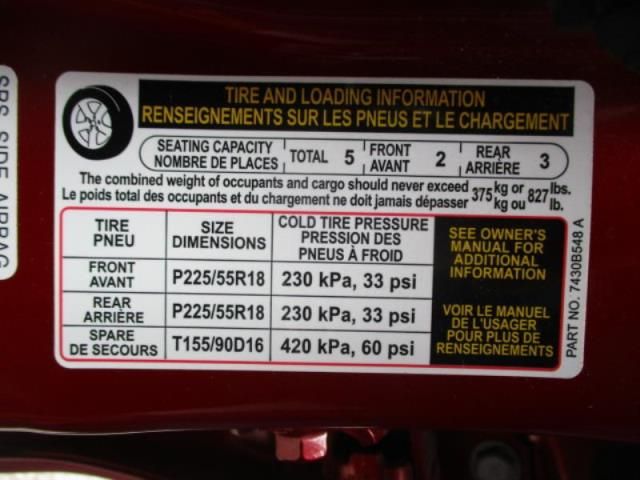 SRS SIDE AIRBAG
TIRE AND LOADING INFORMATION
RENSEIGNEMENTS SUR LES PNEUS ET LE CHARGEMENT
SEATING CAPACITY
NOMBRE DE PLACES
TOTAL 5
FRONT
AVANT
2
REAR
ARRIÈRE
3
The combined weight of occupants and cargo should never exceed 375 kg or 827 lbs.
Le poids total des occupants et du chargement ne doit jamais dépasser kg ou lb.
TIRE
PNEU
SIZE
DIMENSIONS
COLD TIRE PRESSURE
PRESSION DES
PNEUS À FROID
FRONT
AVANT
P225/55R18
230 kPa, 33 psi
REAR
ARRIÈRE
P225/55R18
230 kPa, 33 psi
SPARE
DE SECOURS
T155/90D16
420 kPa, 60 psi
SEE OWNER'S
MANUAL FOR
ADDITIONAL
INFORMATION
VOIR LE MANUEL
DE L'USAGER
POUR PLUS DE
RENSEIGNEMENTS
PART NO. 7430B548 A